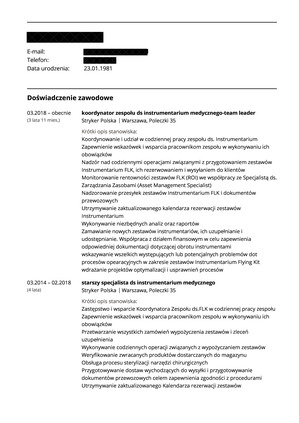 E-mail:
Telefon:
Data urodzenia: 23.01.1981
Doświadczenie zawodowe
03.2018 – obecnie koordynator zespołu ds instrumentarium medycznego-team leader
(3 lata 11 mies.) Stryker Polska | Warszawa, Poleczki 35
Krótki opis stanowiska:
Koordynowanie i udział w codziennej pracy zespołu ds. Instrumentarium
Zapewnienie wskazówek i wsparcia pracownikom zespołu w wykonywaniu ich
obowiązków
Nadzór nad codziennymi operacjami związanymi z przygotowaniem zestawów
Instrumentarium FLK, ich rezerwowaniem i wysyłaniem do klientów
Monitorowanie rentowności zestawów FLK (ROI) we współpracy ze Specjalistą ds.
Zarządzania Zasobami (Asset Management Specialist)
Nadzorowanie przesyłek zestawów Instrumentarium FLK i dokumentów
przewozowych
Utrzymywanie zaktualizowanego kalendarza rezerwacji zestawów
Instrumentarium
Wykonywanie niezbędnych analiz oraz raportów
Zamawianie nowych zestawów instrumentariów, ich uzupełnianie i
udostępnianie. Współpraca z działem finansowym w celu zapewnienia
odpowiedniej dokumentacji dotyczącej obrotu instrumentami
wskazywanie wszelkich występujących lub potencjalnych problemów dot
procesów operacyjnych w zakresie zestawów Instrumentarium Flying Kit
wdrażanie projektów optymalizacji i usprawnień procesów
03.2014 – 02.2018 starszy specjalista ds instrumentarium medycznego
(4 lata) Stryker Polska | Warszawa, Poleczki 35
Krótki opis stanowiska:
Zastępstwo i wsparcie Koordynatora Zespołu ds.FLK w codziennej pracy zespołu
Zapewnienie wskazówek i wsparcia pracownikom zespołu w wykonywaniu ich
obowiązków
Przetwarzanie wszystkich zamówień wypożyczenia zestawów i zleceń
uzupełnienia
Wykonywanie codziennych operacji związanych z wypożyczaniem zestawów
Weryfikowanie zwracanych produktów dostarczanych do magazynu
Obsługa procesu sterylizacji narzędzi chirurgicznych
Przygotowywanie dostaw wychodzących do wysyłki i przygotowywanie
dokumentów przewozowych celem zapewnienia zgodności z procedurami
Utrzymywanie zaktualizowanego Kalendarza rezerwacji zestawów